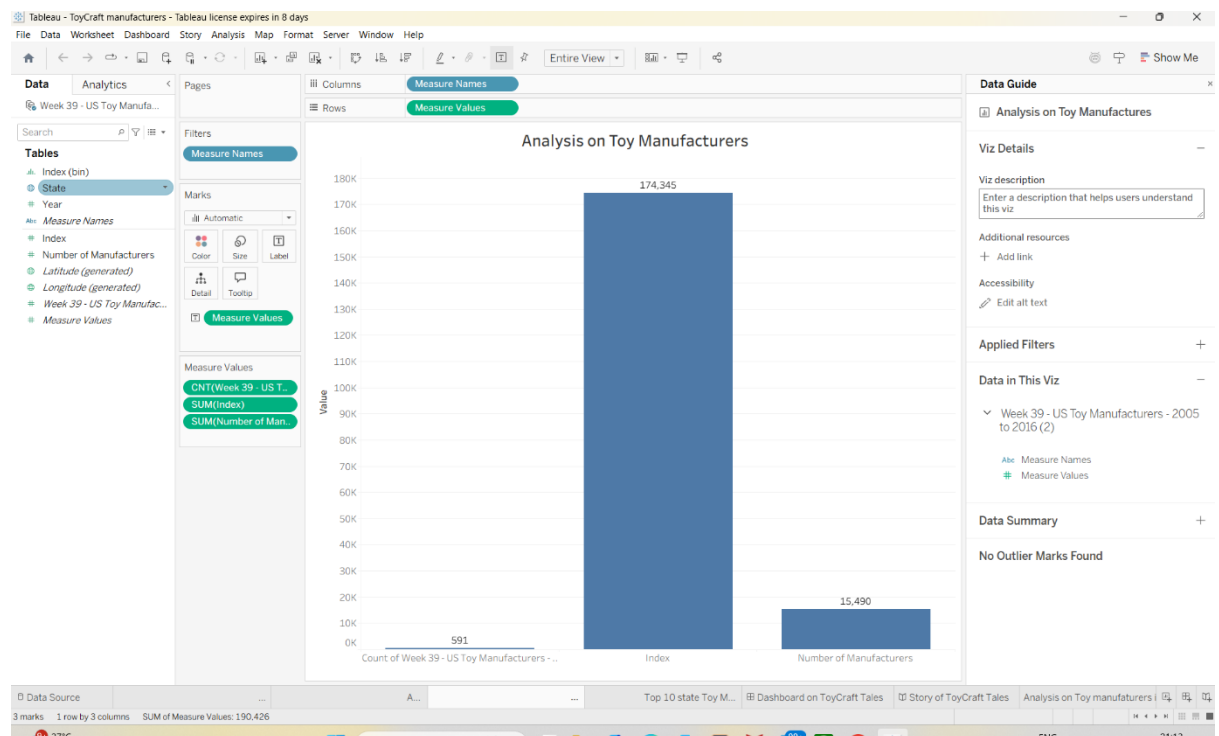 Tableau - ToyCraft manufacturers - Tableau license expires in 8 days
File Data Worksheet Dashboard Story Analysis Map Format Server Window Help
Entire View
Show Me
Data Analytics
Week 39 - US Toy Manufa...
Search
Tables
Index (bin)
State
# Year
Abc Measure Names
# Index
# Number of Manufacturers
Latitude (generated)
Longitude (generated)
# Week 39 - US Toy Manufac...
# Measure Values
Pages
Filters
Measure Names
Marks
Automatic
Color Size Label
Detail Tooltip
Measure Values
Measure Values
CNT(Week 39 - US T..
SUM(Index)
SUM(Number of Man..
Columns Measure Names
Rows Measure Values
Analysis on Toy Manufacturers
Value
180K
170K
160K
150K
140K
130K
120K
110K
100K
90K
80K
70K
60K
50K
40K
30K
20K
10K
0K
591
174,345
15,490
Count of Week 39 - US Toy Manufacturers - ..
Index
Number of Manufacturers
Data Guide
Analysis on Toy Manufactures
Viz Details
Viz description
Enter a description that helps users understand
this viz
Additional resources
+ Add link
Accessibility
Edit alt text
Applied Filters
Data in This Viz
Week 39 - US Toy Manufacturers - 2005
to 2016 (2)
Abc Measure Names
# Measure Values
Data Summary
No Outlier Marks Found
Data Source ... A... ... Top 10 state Toy M... Dashboard on ToyCraft Tales Story of ToyCraft Tales Analysis on Toy manufaturers i
3 marks 1 row by 3 columns SUM of Measure Values: 190,426